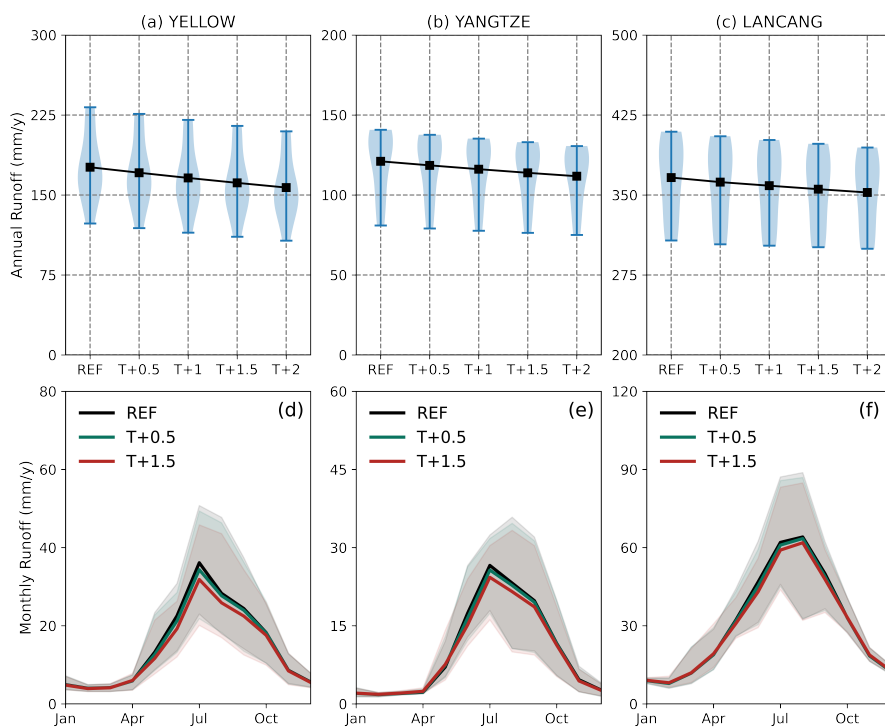 (a) YELLOW
(b) YANGTZE
(c) LANCANG
Annual Runoff (mm/y)
300
225
150
75
0
REF T+0.5 T+1 T+1.5 T+2
200
150
100
50
0
REF T+0.5 T+1 T+1.5 T+2
500
425
350
275
200
REF T+0.5 T+1 T+1.5 T+2
Monthly Runoff (mm/y)
80
60
40
20
0
REF
T+0.5
T+1.5
(d)
Jan Apr Jul Oct
60
45
30
15
0
REF
T+0.5
T+1.5
(e)
Jan Apr Jul Oct
120
90
60
30
0
REF
T+0.5
T+1.5
(f)
Jan Apr Jul Oct